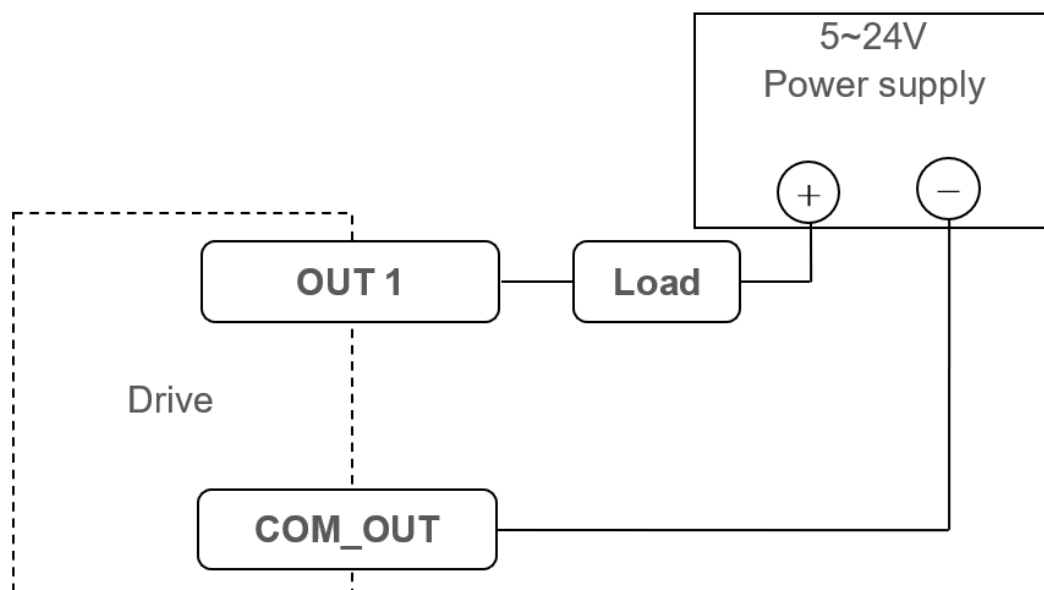 5~24V
Power supply
+
−
OUT 1
Load
Drive
COM_OUT